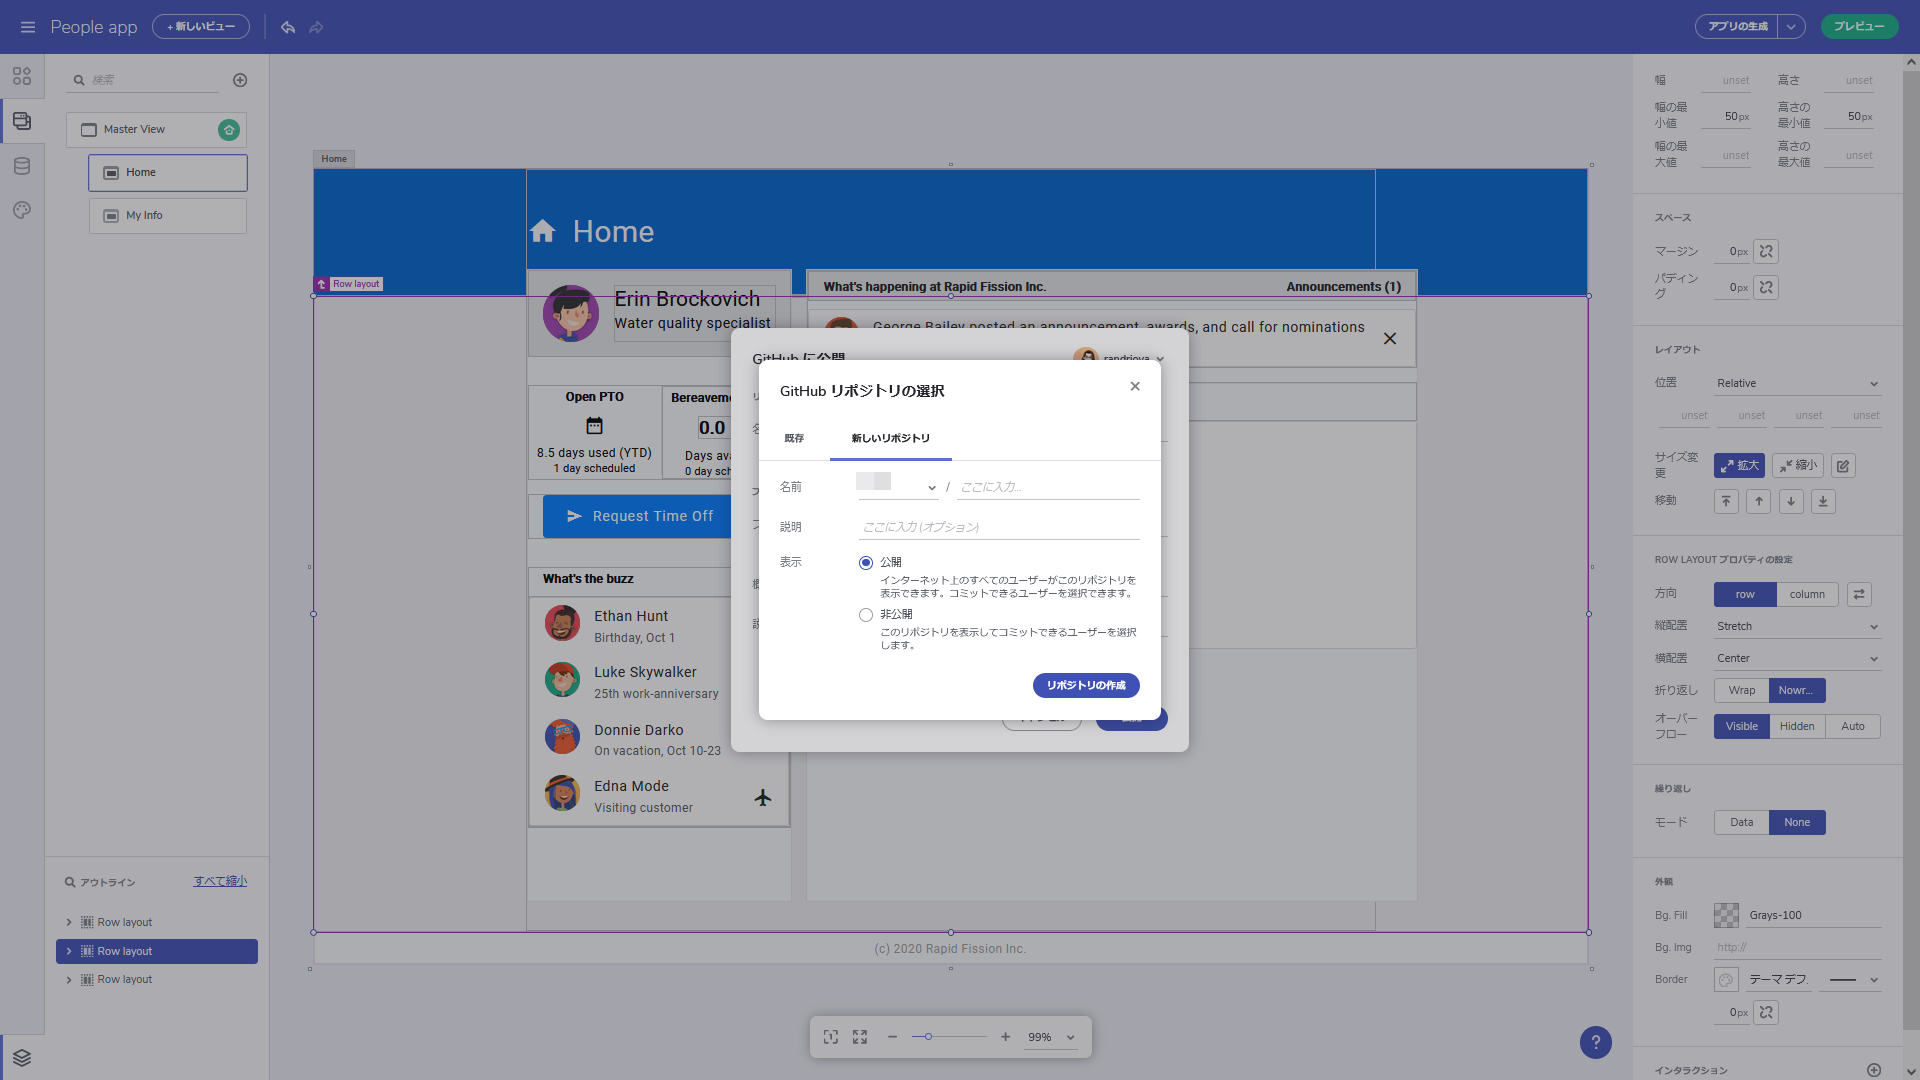 People app
+ 新しいビュー
アプリの生成
プレビュー
検索
Master View
Home
My Info
アウトライン
すべて縮小
Row layout
Row layout
Row layout
Home
Home
Row layout
Erin Brockovich
Water quality specialist
What's happening at Rapid Fission Inc.
Announcements (1)
George Bailey posted an announcement, awards, and call for nominations
Open PTO
8.5 days used (YTD)
1 day scheduled
0.0
Request Time Off
What's the buzz
Ethan Hunt
Birthday, Oct 1
Luke Skywalker
25th work-anniversary
Donnie Darko
On vacation, Oct 10-23
Edna Mode
Visiting customer
(c) 2020 Rapid Fission Inc.
GitHub に公開
randriova
GitHub リポジトリの選択
既存
新しいリポジトリ
名前
/
ここに入力...
説明
ここに入力 (オプション)
表示
公開
インターネット上のすべてのユーザーがこのリポジトリを
表示できます。コミットできるユーザーを選択できます。
非公開
このリポジトリを表示してコミットできるユーザーを選択
します。
リポジトリの作成
99%
?
幅
unset
高さ
unset
幅の最
小値
50px
高さの
最小値
50px
幅の最
大値
unset
高さの
最大値
unset
スペース
マージン
0px
パディン
グ
0px
レイアウト
位置
Relative
unset
unset
unset
unset
サイズ変
更
拡大
縮小
移動
ROW LAYOUT プロパティの設定
方向
row
column
縦配置
Stretch
横配置
Center
折り返し
Wrap
Nowr...
オーバー
フロー
Visible
Hidden
Auto
繰り返し
モード
Data
None
外観
Bg. Fill
Grays-100
Bg. Img
http://
Border
テーマ デフ.
0px
インタラクション